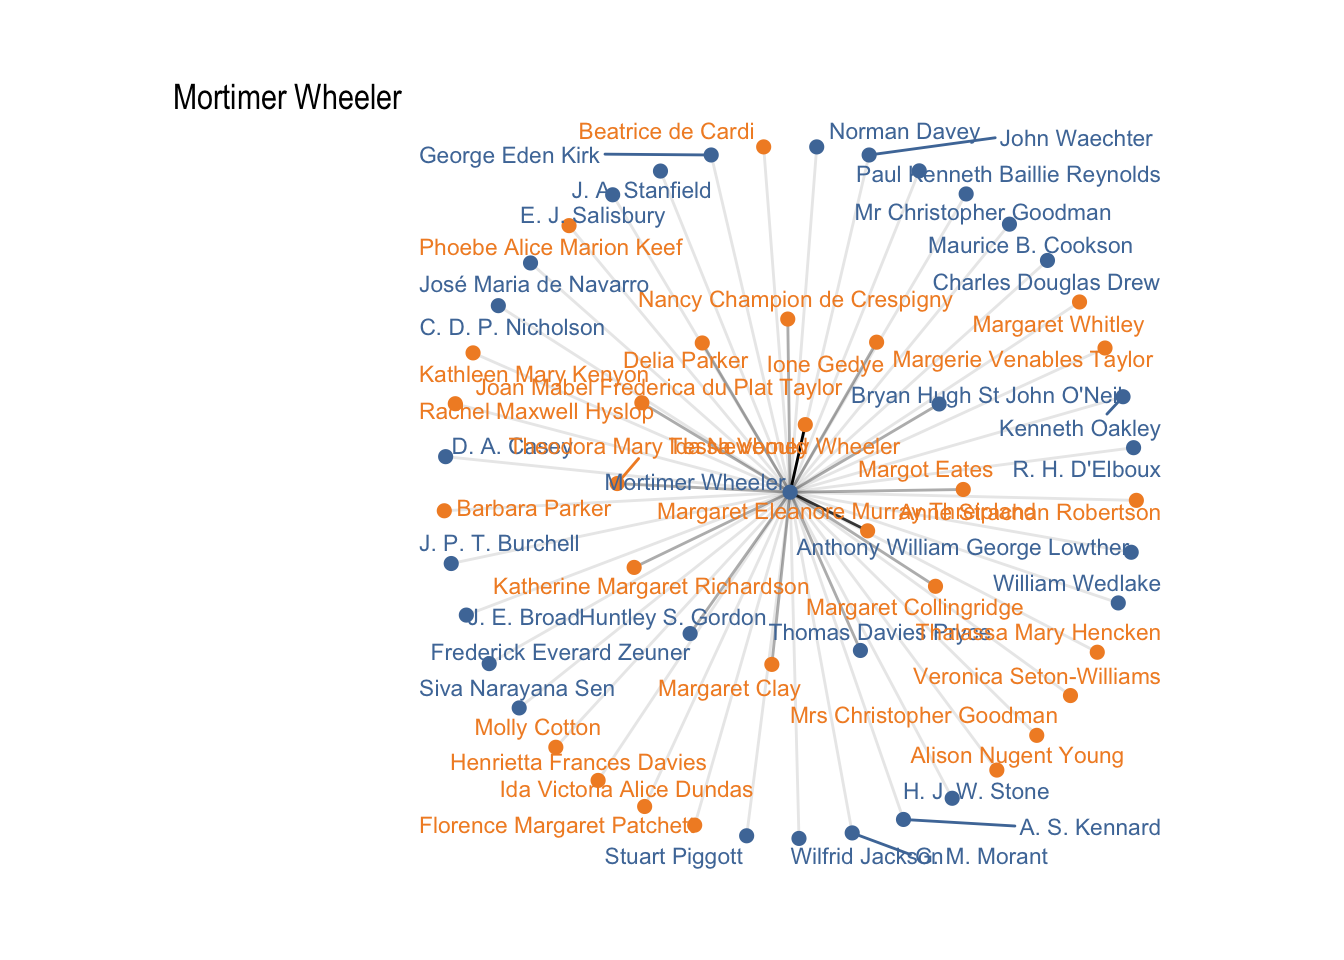 Mortimer Wheeler
Beatrice de Cardi
Norman Davey
John Waechter
George Eden Kirk
Paul Kenneth Baillie Reynolds
J. A. Stanfield
E. J. Salisbury
Mr Christopher Goodman
Phoebe Alice Marion Keef
Maurice B. Cookson
José Maria de Navarro
Charles Douglas Drew
Nancy Champion de Crespigny
C. D. P. Nicholson
Margaret Whitley
Delia Parker
Ione Gedye
Margerie Venables Taylor
Kathleen Mary Kenyon
Joan Mabel Frederica du Plat Taylor
Bryan Hugh St John O'Neil
Rachel Maxwell Hyslop
Kenneth Oakley
D. A. Casey
Theodora Mary Newbould
Tessa Verney Wheeler
Margot Eates
R. H. D'Elboux
Mortimer Wheeler
Barbara Parker
Margaret Eleanore Murray Threipland
Anne Strachan Robertson
J. P. T. Burchell
Anthony William George Lowther
Katherine Margaret Richardson
William Wedlake
Margaret Collingridge
J. E. Broad
Huntley S. Gordon
Thomas Davies Pryce
Thalassa Mary Hencken
Frederick Everard Zeuner
Veronica Seton-Williams
Siva Narayana Sen
Margaret Clay
Mrs Christopher Goodman
Molly Cotton
Alison Nugent Young
Henrietta Frances Davies
Ida Victoria Alice Dundas
H. J. W. Stone
Florence Margaret Patchett
A. S. Kennard
Stuart Piggott
Wilfrid Jackson
G. M. Morant